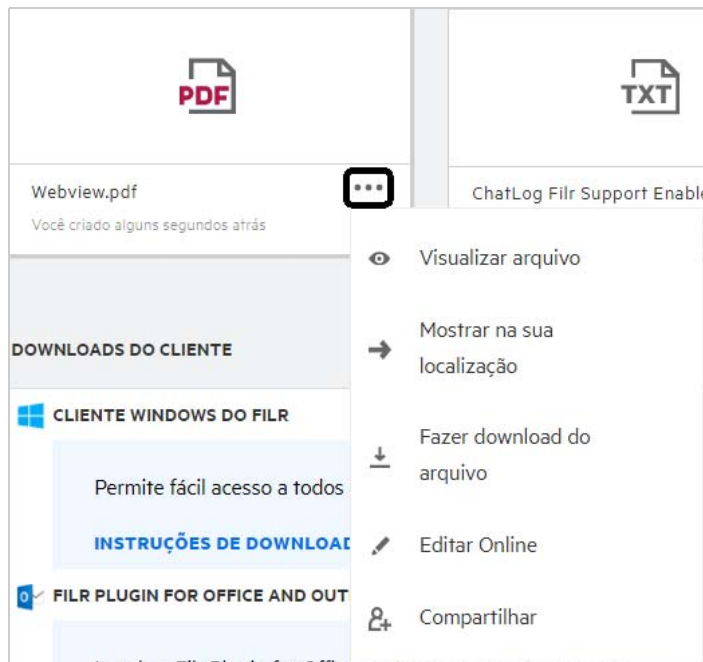 PDF
TXT
Webview.pdf
ChatLog Filr Support Enable
Você criado alguns segundos atrás
Visualizar arquivo
Mostrar na sua
localização
Fazer download do
arquivo
Editar Online
Compartilhar
DOWNLOADS DO CLIENTE
CLIENTE WINDOWS DO FILR
Permite fácil acesso a todos
INSTRUÇÕES DE DOWNLOAD
FILR PLUGIN FOR OFFICE AND OUT